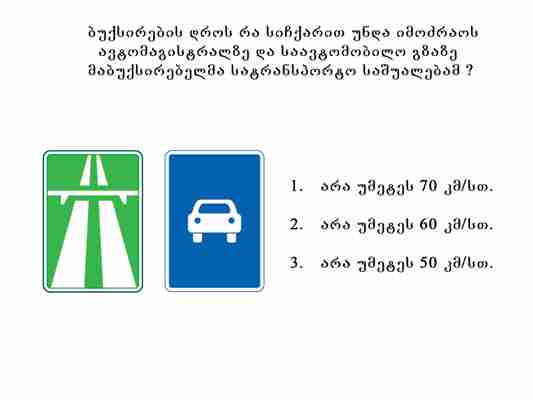 ბუქსირების დროს რა სიჩქარით უნდა იმოძრაოს
ავტომაგისტრალზე და საავტომობილო გზაზე
მაბუქსირებელმა სატრანსპორტო საშუალებამ ?
1. არა უმეტეს 70 კმ/სთ.
2. არა უმეტეს 60 კმ/სთ.
3. არა უმეტეს 50 კმ/სთ.